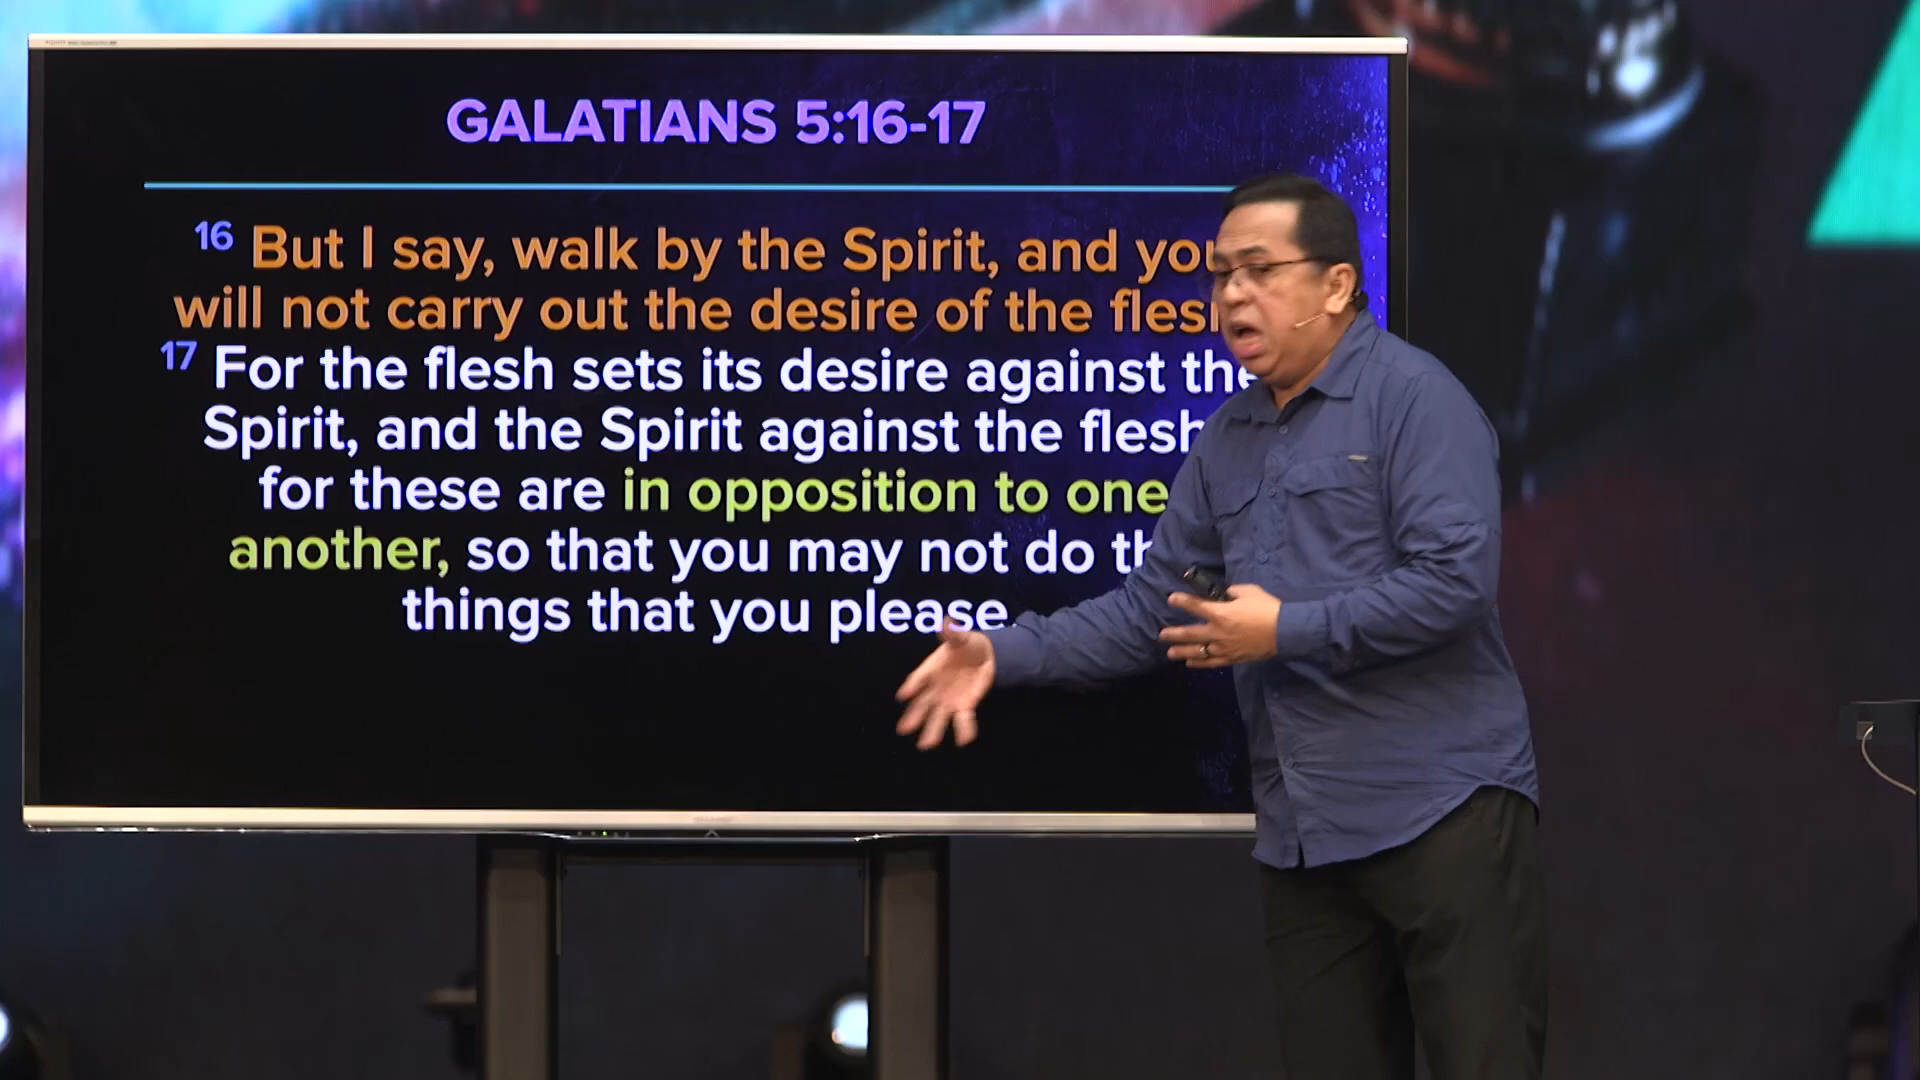 GALATIANS 5:16-17
16 But I say, walk by the Spirit, and you
will not carry out the desire of the
17 For the flesh sets its desire against the
Spirit, and the Spirit against the flesh
for these are in opposition to one
another, so that you may not do
things that you please.